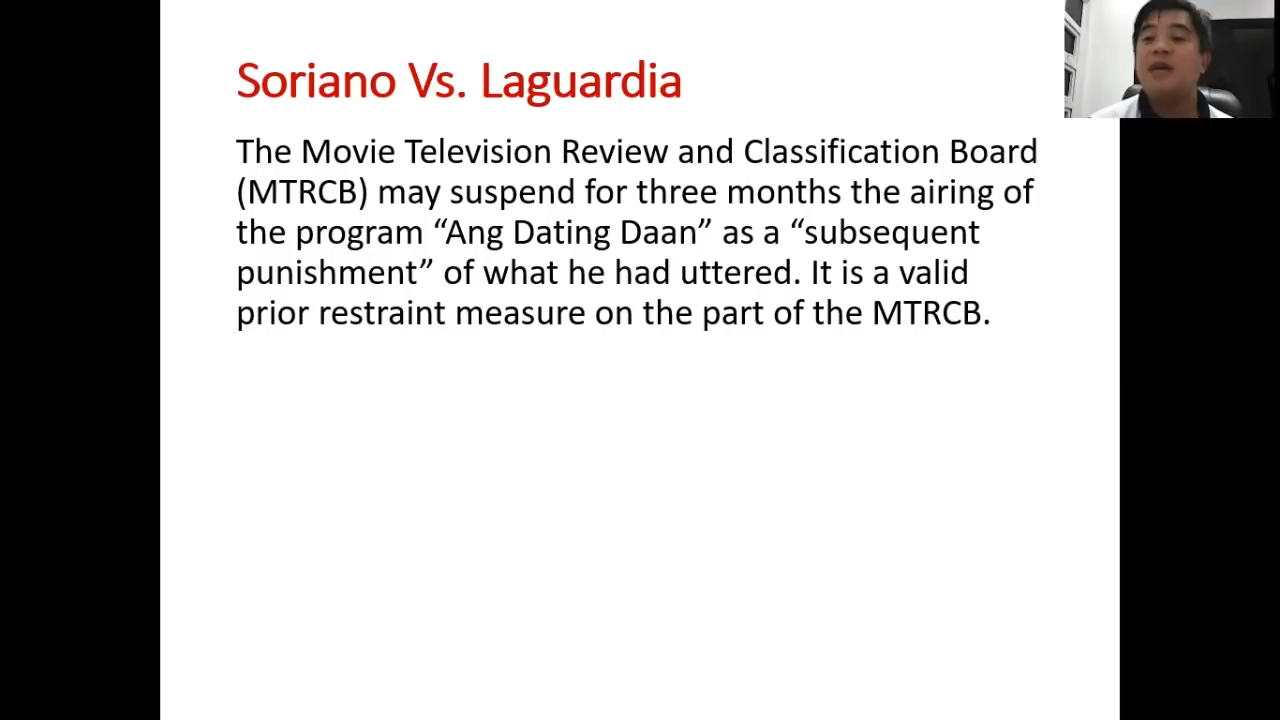 Soriano Vs. Laguardia
The Movie Television Review and Classification Board
(MTRCB) may suspend for three months the airing of
the program “Ang Dating Daan” as a “subsequent
punishment” of what he had uttered. It is a valid
prior restraint measure on the part of the MTRCB.